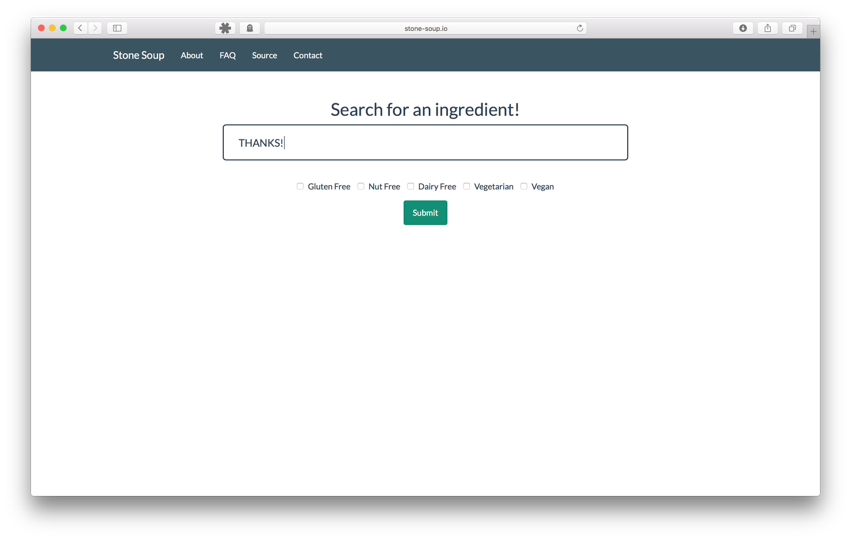 stone-soup.io
Stone Soup About FAQ Source Contact
Search for an ingredient!
THANKS!
Gluten Free Nut Free Dairy Free Vegetarian Vegan
Submit